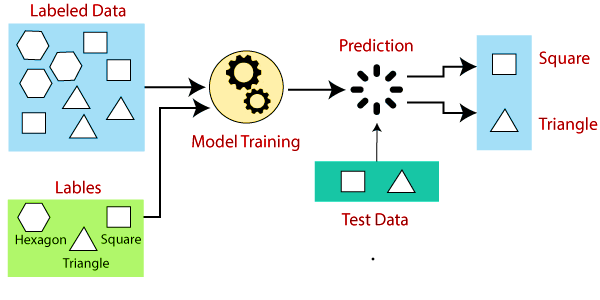 Labeled Data
Prediction
Square
Triangle
Model Training
Lables
Hexagon
Square
Triangle
Test Data
.